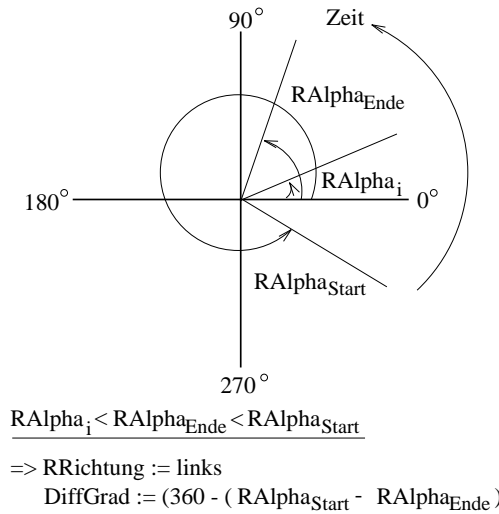 90°
Zeit
RAlpha_Ende
RAlpha_i
180°
0°
RAlpha_Start
270°
RAlpha_i < RAlpha_Ende < RAlpha_Start
=> RRichtung := links
DiffGrad := (360 - ( RAlpha_Start - RAlpha_Ende )